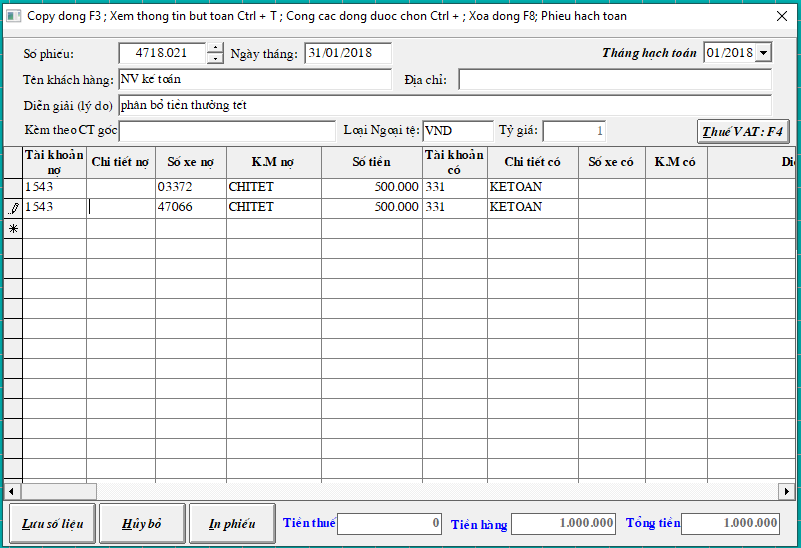 Copy dong F3 ; Xem thong tin but toan Ctrl + T ; Cong cac dong duoc chon Ctrl + ; Xoa dong F8; Phieu hach toan
Số phiếu: 4718.021 Ngày tháng: 31/01/2018 Tháng hạch toán 01/2018
Tên khách hàng: NV kế toán Địa chỉ:
Diễn giải (lý do) phân bổ tiền thưởng tết
Kèm theo CT gốc Loại Ngoại tệ: VND Tỷ giá: 1 Thuế VAT : F4
Tài khoản nợ Chi tiết nợ Số xe nợ K.M nợ Số tiền Tài khoản có Chi tiết có Số xe có K.M có
1543 03372 CHITET 500.000 331 KETOAN
1543 47066 CHITET 500.000 331 KETOAN
Lưu số liệu Hủy bỏ In phiếu Tiền thuế 0 Tiền hàng 1.000.000 Tổng tiền 1.000.000